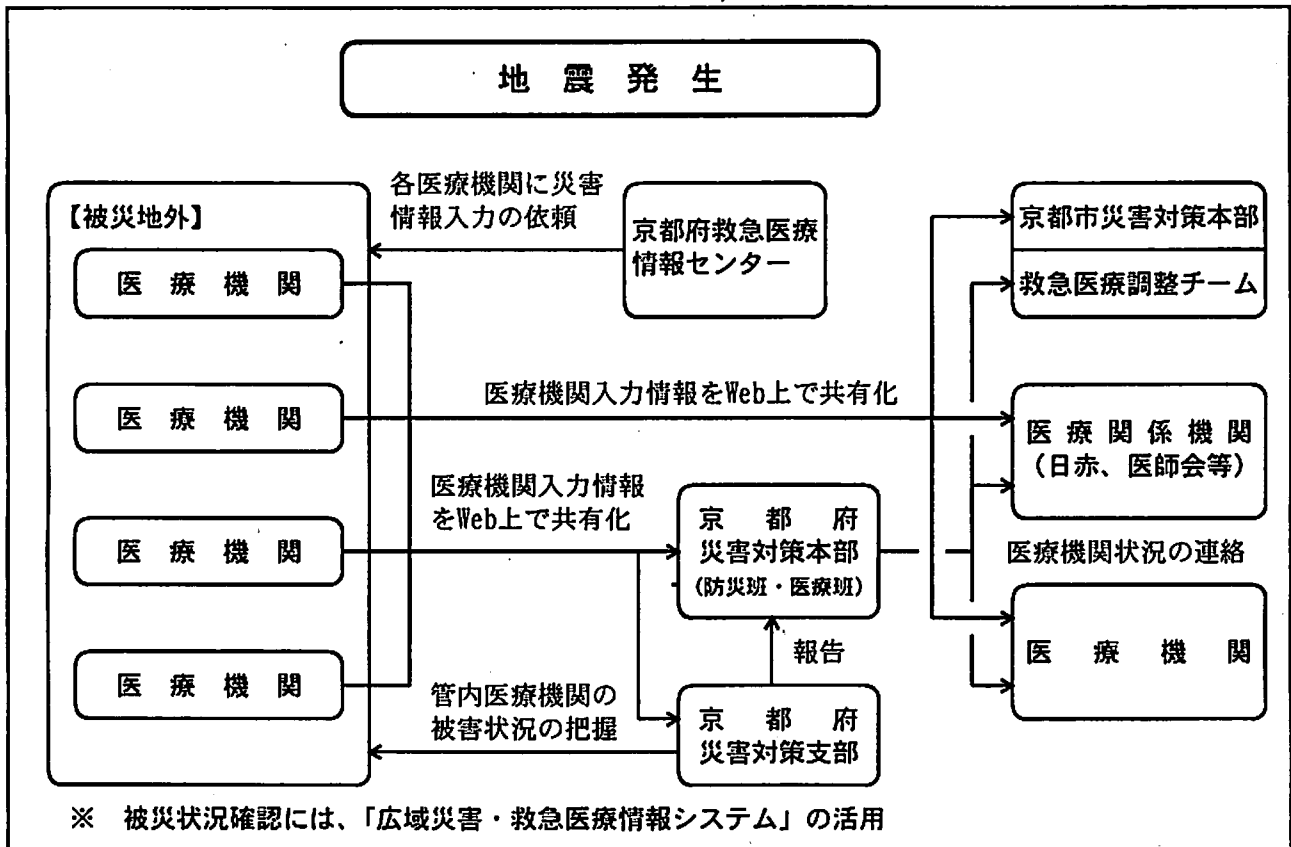 地震発生
各医療機関に災害
情報入力の依頼
【被災地外】
医療機関
京都府救急医療
情報センター
京都市災害対策本部
救急医療調整チーム
医療機関入力情報をWeb上で共有化
医療機関
医療関係機関
（日赤、医師会等）
医療機関入力情報
をWeb上で共有化
医療機関
京都府
災害対策本部
（防災班・医療班）
医療機関状況の連絡
医療機関
報告
医療機関
管内医療機関の
被害状況の把握
京都府
災害対策支部
※　被災状況確認には、「広域災害・救急医療情報システム」の活用